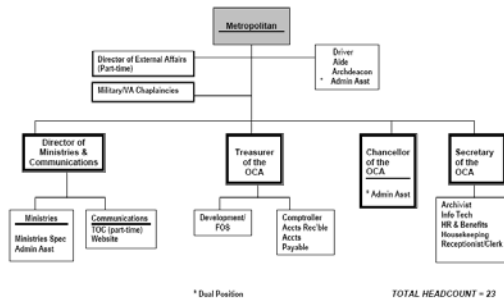 Metropolitan
Director of External Affairs
(Part-time)
Driver
Aide
Archdeacon
* Admin Asst
Military/VA Chaplaincies
Director of
Ministries &
Communications
Treasurer
of the
OCA
Chancellor
of the
OCA
* Admin Asst
Secretary
of the
OCA
Ministries
Ministries Spec
Admin Asst
Communications
TOC (part-time)
Website
Development/
FOS
Comptroller
Accts Rec'ble
Accts
Payable
Archivist
Info Tech
HR & Benefits
Housekeeping
Receptionist/Clerk
* Dual Position
TOTAL HEADCOUNT = 23